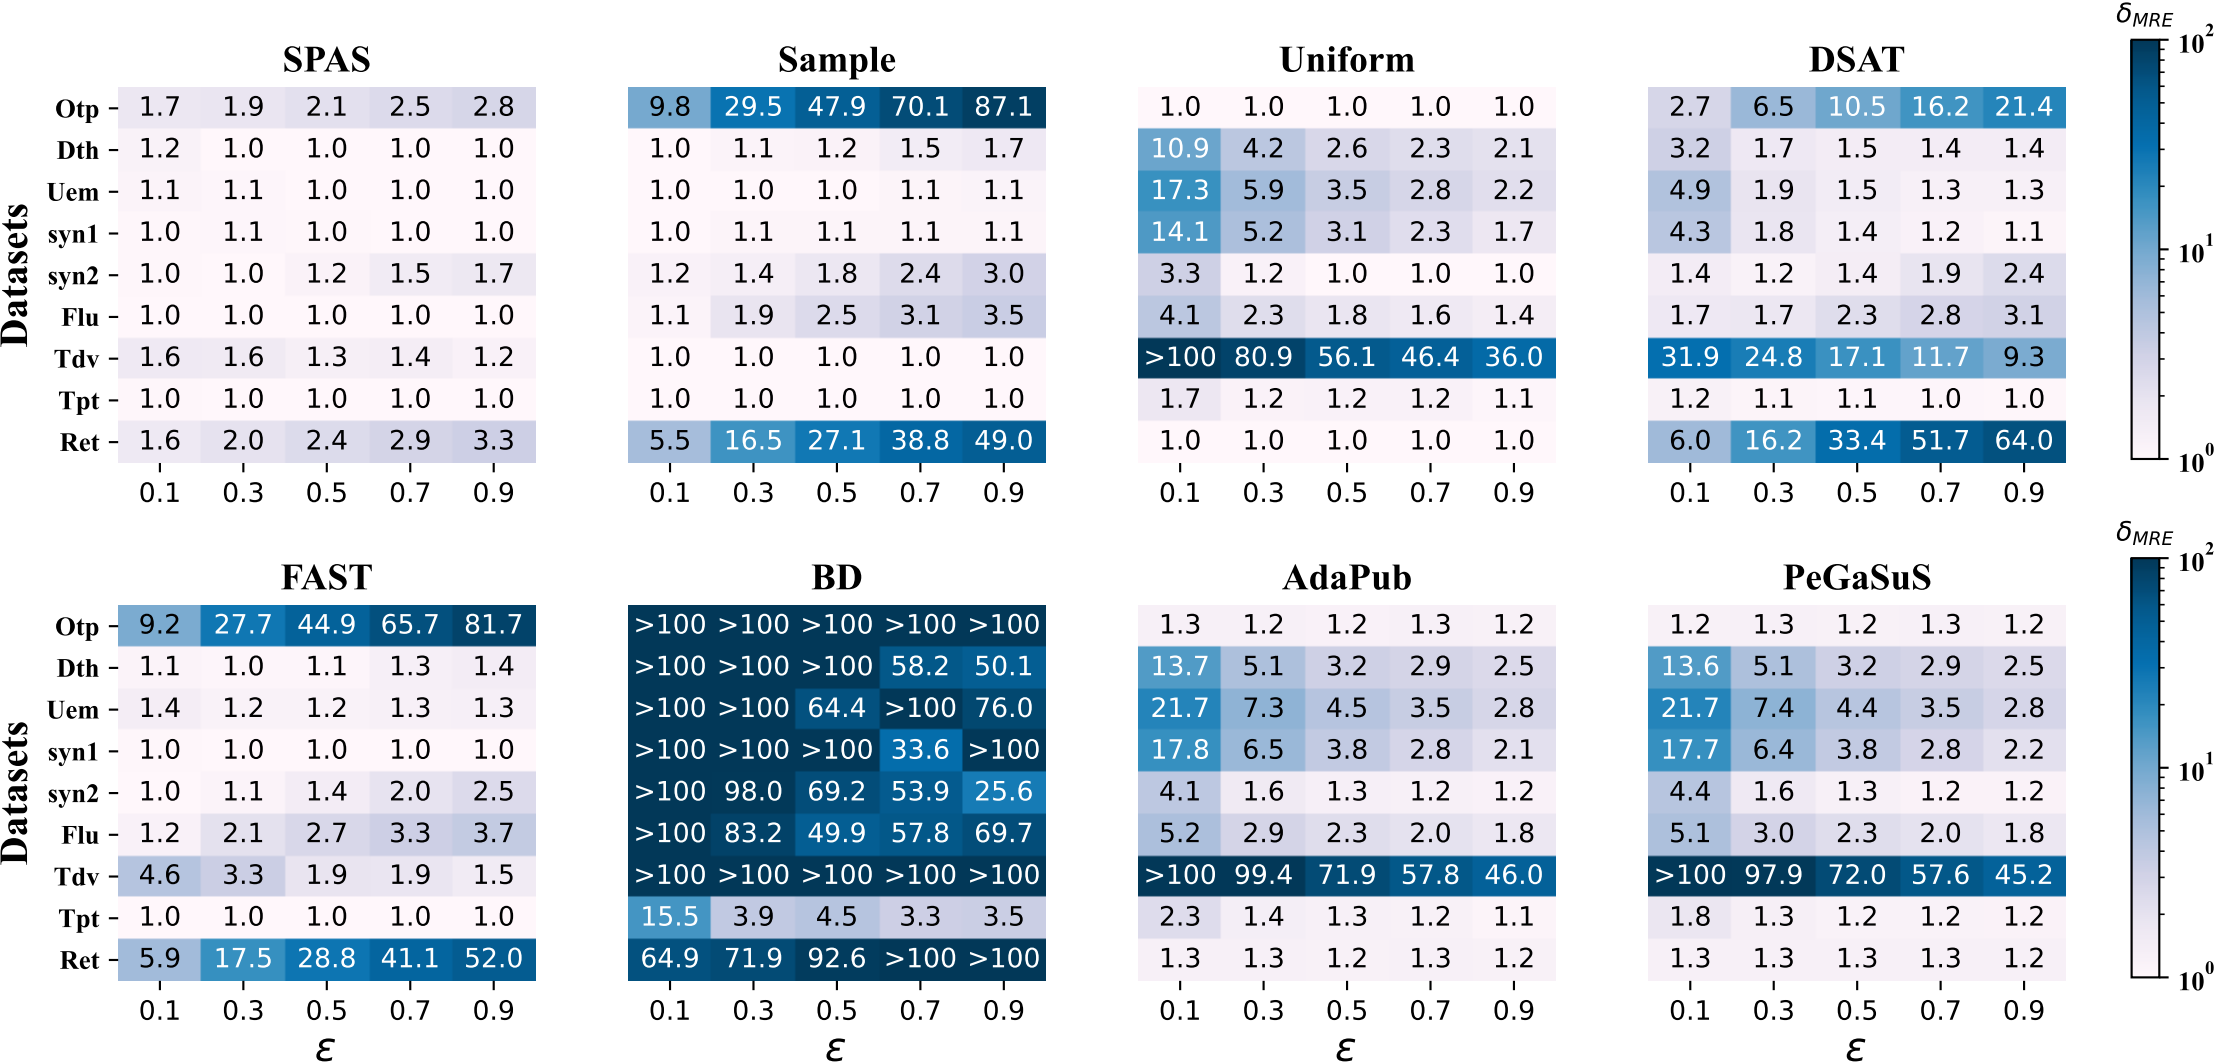 δMRE
SPAS Sample Uniform DSAT 10²
Otp 1.7 1.9 2.1 2.5 2.8 9.8 29.5 47.9 70.1 87.1 1.0 1.0 1.0 1.0 1.0 2.7 6.5 10.5 16.2 21.4
Dth 1.2 1.0 1.0 1.0 1.0 1.0 1.1 1.2 1.5 1.7 10.9 4.2 2.6 2.3 2.1 3.2 1.7 1.5 1.4 1.4
Uem 1.1 1.1 1.0 1.0 1.0 1.0 1.0 1.0 1.1 1.1 17.3 5.9 3.5 2.8 2.2 4.9 1.9 1.5 1.3 1.3
syn1 1.0 1.1 1.0 1.0 1.0 1.0 1.1 1.1 1.1 1.1 14.1 5.2 3.1 2.3 1.7 4.3 1.8 1.4 1.2 1.1 10¹
Datasets
syn2 1.0 1.0 1.2 1.5 1.7 1.2 1.4 1.8 2.4 3.0 3.3 1.2 1.0 1.0 1.0 1.4 1.2 1.4 1.9 2.4
Flu 1.0 1.0 1.0 1.0 1.0 1.1 1.9 2.5 3.1 3.5 4.1 2.3 1.8 1.6 1.4 1.7 1.7 2.3 2.8 3.1
Tdv 1.6 1.6 1.3 1.4 1.2 1.0 1.0 1.0 1.0 1.0 >100 80.9 56.1 46.4 36.0 31.9 24.8 17.1 11.7 9.3
Tpt 1.0 1.0 1.0 1.0 1.0 1.0 1.0 1.0 1.0 1.0 1.7 1.2 1.2 1.2 1.1 1.2 1.1 1.1 1.0 1.0
Ret 1.6 2.0 2.4 2.9 3.3 5.5 16.5 27.1 38.8 49.0 1.0 1.0 1.0 1.0 1.0 6.0 16.2 33.4 51.7 64.0 10⁰
0.1 0.3 0.5 0.7 0.9 0.1 0.3 0.5 0.7 0.9 0.1 0.3 0.5 0.7 0.9 0.1 0.3 0.5 0.7 0.9
δMRE
FAST BD AdaPub PeGaSuS 10²
Otp 9.2 27.7 44.9 65.7 81.7 >100 >100 >100 >100 >100 1.3 1.2 1.2 1.3 1.2 1.2 1.3 1.2 1.3 1.2
Dth 1.1 1.0 1.1 1.3 1.4 >100 >100 >100 58.2 50.1 13.7 5.1 3.2 2.9 2.5 13.6 5.1 3.2 2.9 2.5
Uem 1.4 1.2 1.2 1.3 1.3 >100 >100 64.4 >100 76.0 21.7 7.3 4.5 3.5 2.8 21.7 7.4 4.4 3.5 2.8
syn1 1.0 1.0 1.0 1.0 1.0 >100 >100 >100 33.6 >100 17.8 6.5 3.8 2.8 2.1 17.7 6.4 3.8 2.8 2.2 10¹
Datasets
syn2 1.0 1.1 1.4 2.0 2.5 >100 98.0 69.2 53.9 25.6 4.1 1.6 1.3 1.2 1.2 4.4 1.6 1.3 1.2 1.2
Flu 1.2 2.1 2.7 3.3 3.7 >100 83.2 49.9 57.8 69.7 5.2 2.9 2.3 2.0 1.8 5.1 3.0 2.3 2.0 1.8
Tdv 4.6 3.3 1.9 1.9 1.5 >100 >100 >100 >100 >100 >100 99.4 71.9 57.8 46.0 >100 97.9 72.0 57.6 45.2
Tpt 1.0 1.0 1.0 1.0 1.0 15.5 3.9 4.5 3.3 3.5 2.3 1.4 1.3 1.2 1.1 1.8 1.3 1.2 1.2 1.2
Ret 5.9 17.5 28.8 41.1 52.0 64.9 71.9 92.6 >100 >100 1.3 1.3 1.2 1.3 1.2 1.3 1.3 1.3 1.3 1.2 10⁰
0.1 0.3 0.5 0.7 0.9 0.1 0.3 0.5 0.7 0.9 0.1 0.3 0.5 0.7 0.9 0.1 0.3 0.5 0.7 0.9
ε ε ε ε